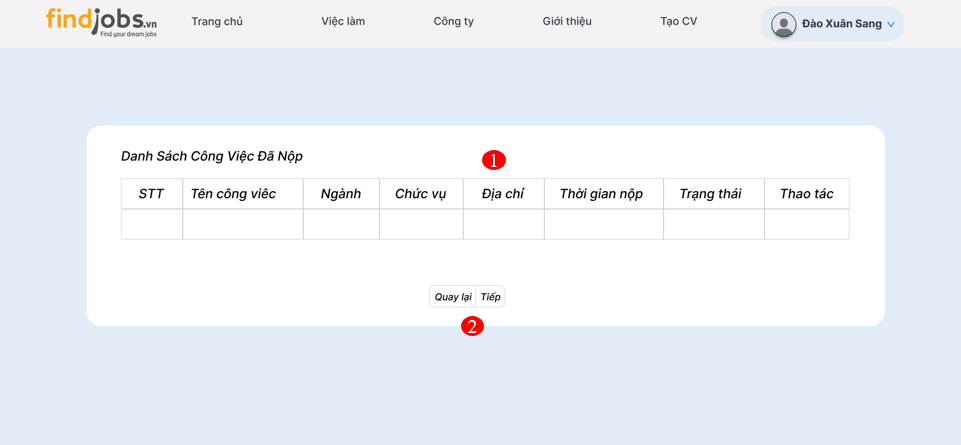 findjobs.vn
Find your dream jobs
Trang chủ Việc làm Công ty Giới thiệu Tạo CV Đào Xuân Sang
Danh Sách Công Việc Đã Nộp
1
STT Tên công viêc Ngành Chức vụ Địa chỉ Thời gian nộp Trạng thái Thao tác
Quay lại Tiếp
2